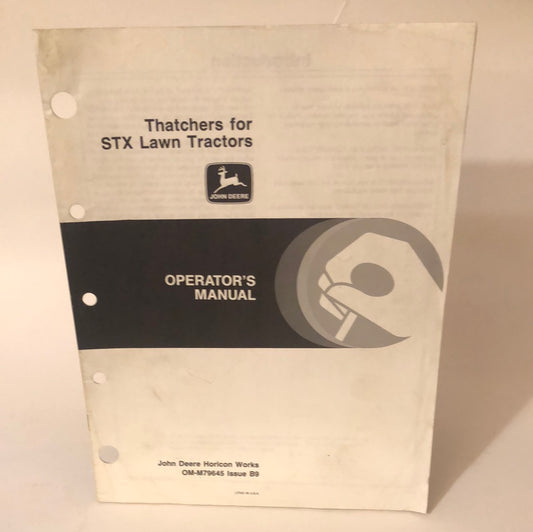 Thatchers for
STX Lawn Tractors
JOHN DEERE
OPERATOR'S
MANUAL
John Deere Horicon Works
OM-M79645 Issue B9